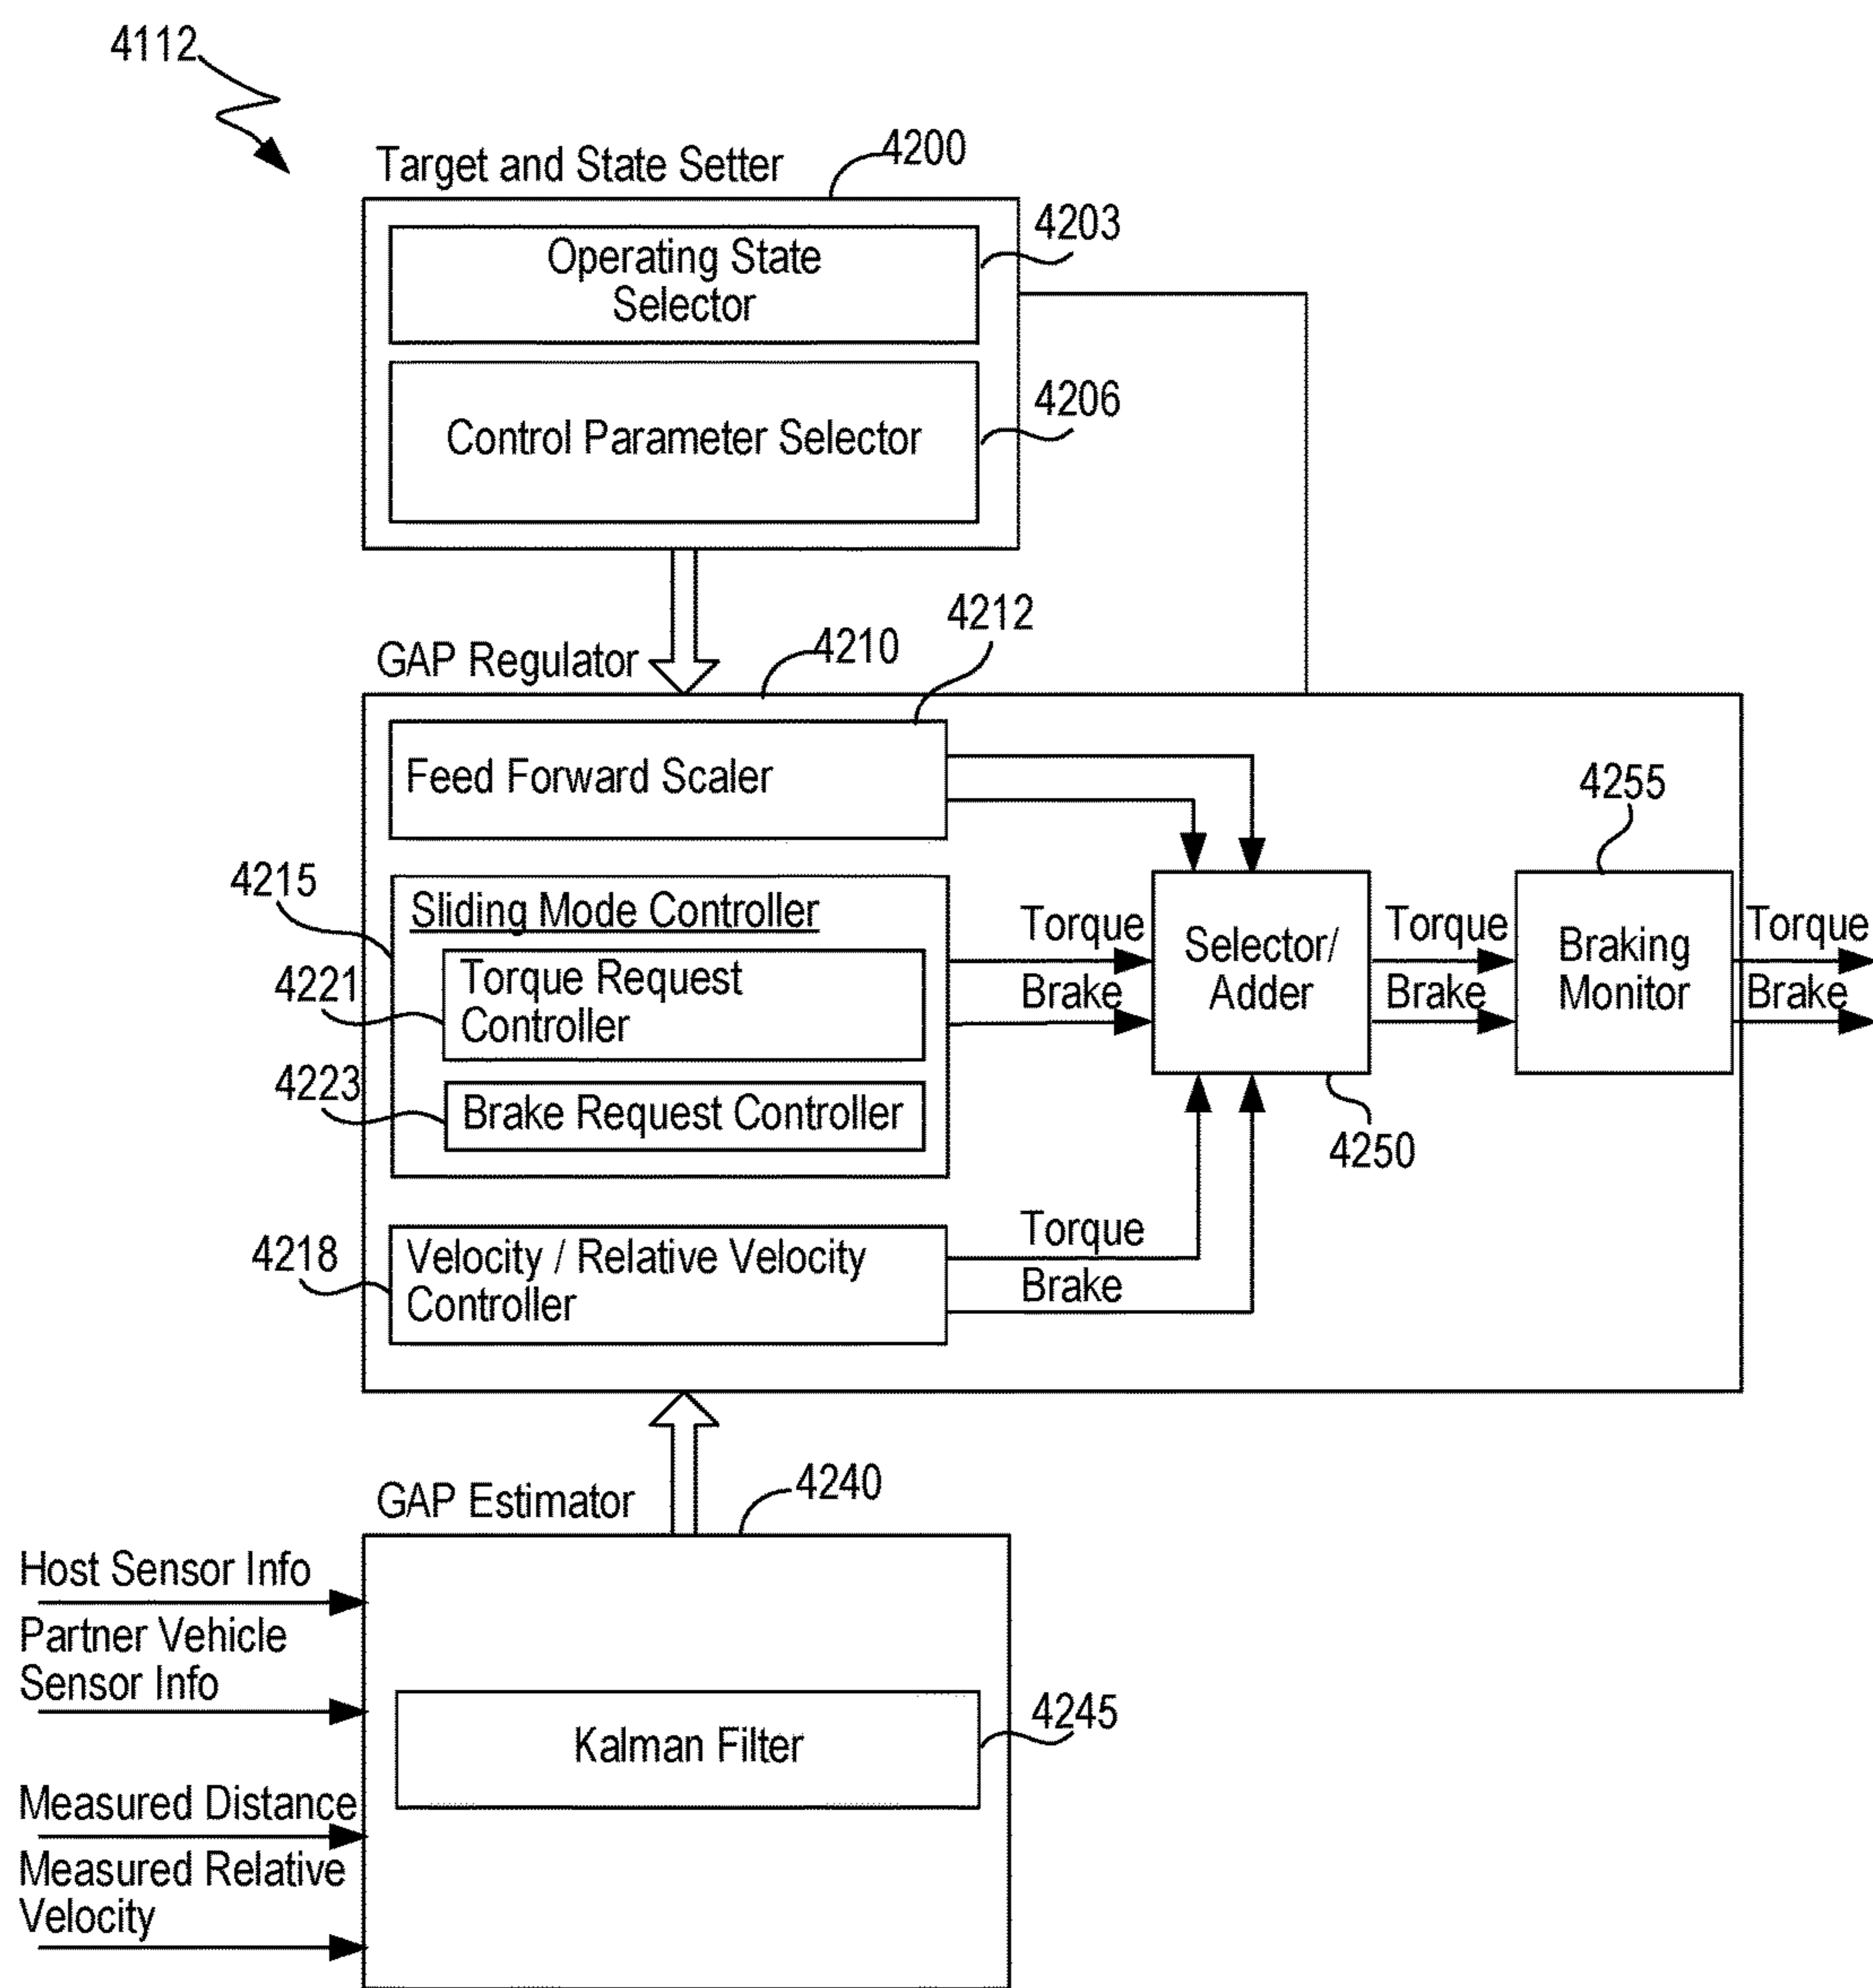 4112
Target and State Setter
4200
Operating State
Selector
4203
Control Parameter Selector
4206
GAP Regulator
4210
4212
Feed Forward Scaler
4255
4215
Sliding Mode Controller
4221
Torque Request
Controller
4223
Brake Request Controller
Torque
Brake
Selector/
Adder
4250
Torque
Brake
Braking
Monitor
Torque
Brake
4218
Velocity / Relative Velocity
Controller
Torque
Brake
GAP Estimator
4240
Host Sensor Info
Partner Vehicle
Sensor Info
Kalman Filter
4245
Measured Distance
Measured Relative
Velocity